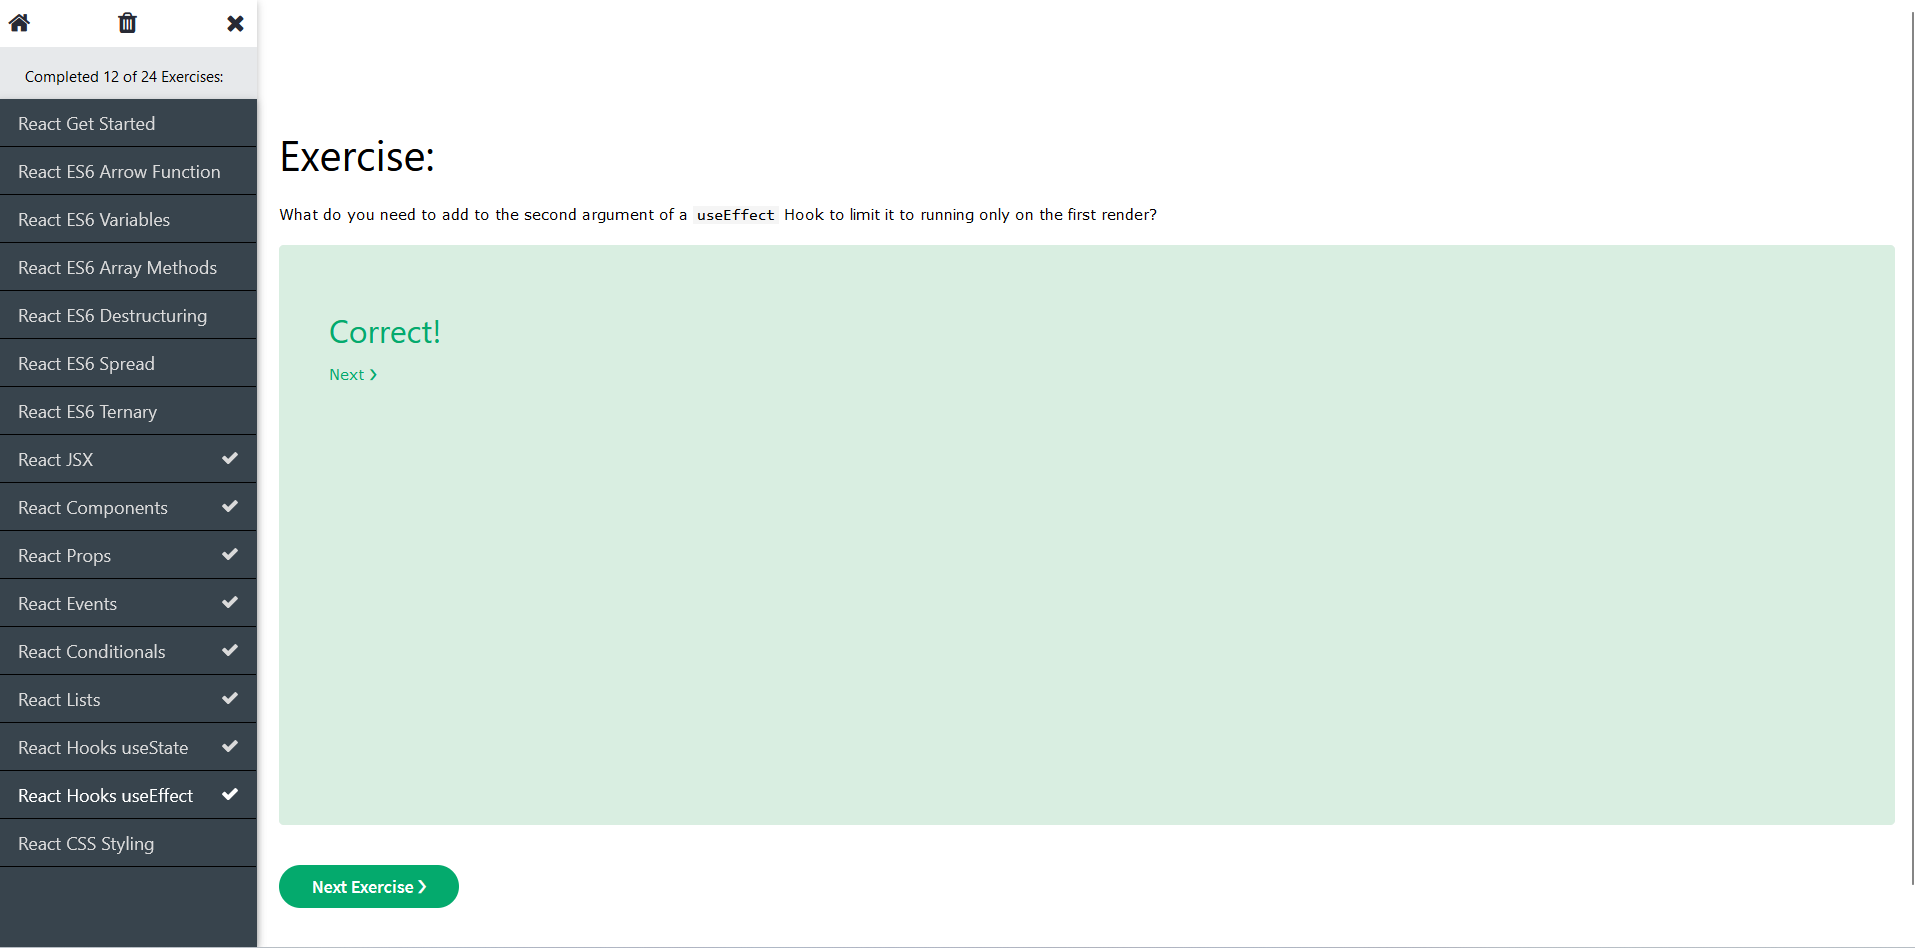 Completed 12 of 24 Exercises:
React Get Started
React ES6 Arrow Function
React ES6 Variables
React ES6 Array Methods
React ES6 Destructuring
React ES6 Spread
React ES6 Ternary
React JSX
React Components
React Props
React Events
React Conditionals
React Lists
React Hooks useState
React Hooks useEffect
React CSS Styling
Exercise:
What do you need to add to the second argument of a useEffect Hook to limit it to running only on the first render?
Correct!
Next ❯
Next Exercise ❯